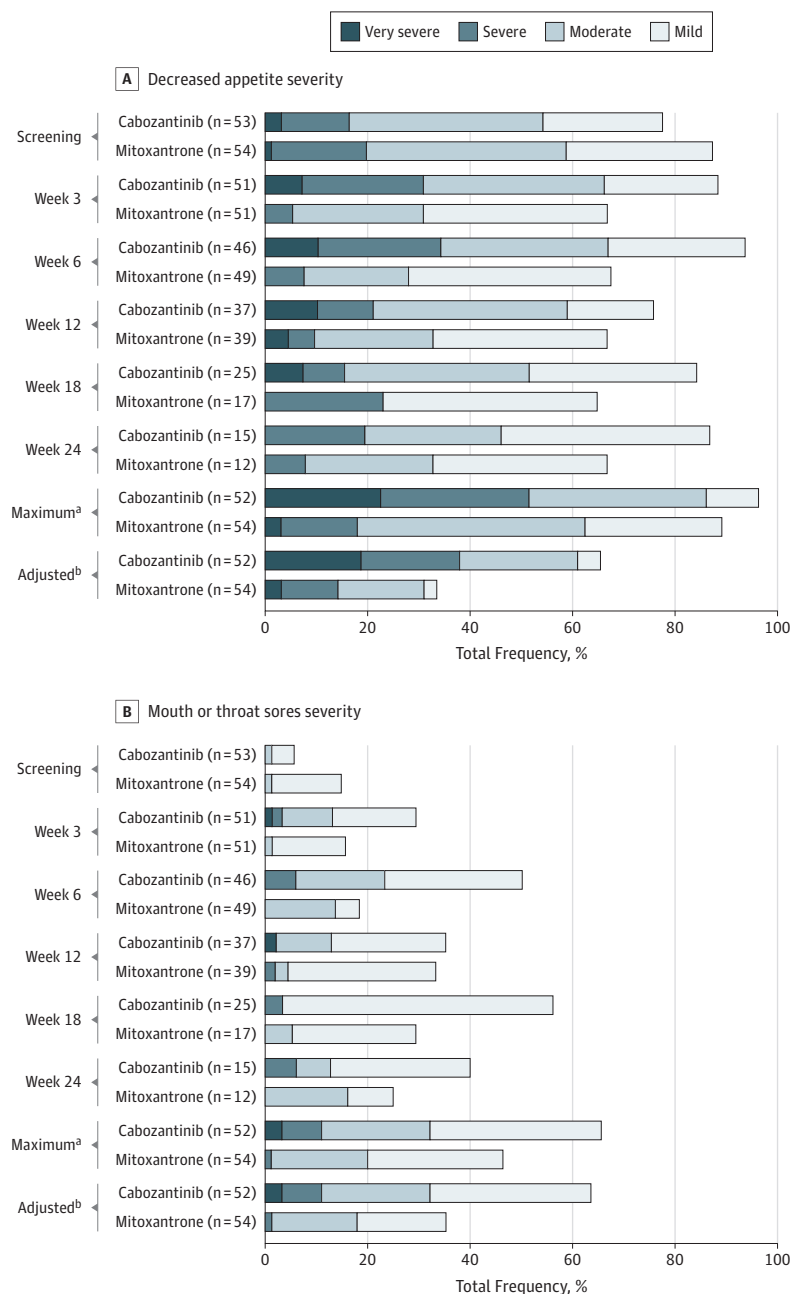 Very severe Severe Moderate Mild
A Decreased appetite severity
Screening
Cabozantinib (n=53)
Mitoxantrone (n=54)
Week 3
Cabozantinib (n=51)
Mitoxantrone (n=51)
Week 6
Cabozantinib (n=46)
Mitoxantrone (n=49)
Week 12
Cabozantinib (n=37)
Mitoxantrone (n=39)
Week 18
Cabozantinib (n=25)
Mitoxantrone (n=17)
Week 24
Cabozantinib (n=15)
Mitoxantrone (n=12)
Maximumᵃ
Cabozantinib (n=52)
Mitoxantrone (n=54)
Adjustedᵇ
Cabozantinib (n=52)
Mitoxantrone (n=54)
0 20 40 60 80 100
Total Frequency, %
B Mouth or throat sores severity
Screening
Cabozantinib (n=53)
Mitoxantrone (n=54)
Week 3
Cabozantinib (n=51)
Mitoxantrone (n=51)
Week 6
Cabozantinib (n=46)
Mitoxantrone (n=49)
Week 12
Cabozantinib (n=37)
Mitoxantrone (n=39)
Week 18
Cabozantinib (n=25)
Mitoxantrone (n=17)
Week 24
Cabozantinib (n=15)
Mitoxantrone (n=12)
Maximumᵃ
Cabozantinib (n=52)
Mitoxantrone (n=54)
Adjustedᵇ
Cabozantinib (n=52)
Mitoxantrone (n=54)
0 20 40 60 80 100
Total Frequency, %